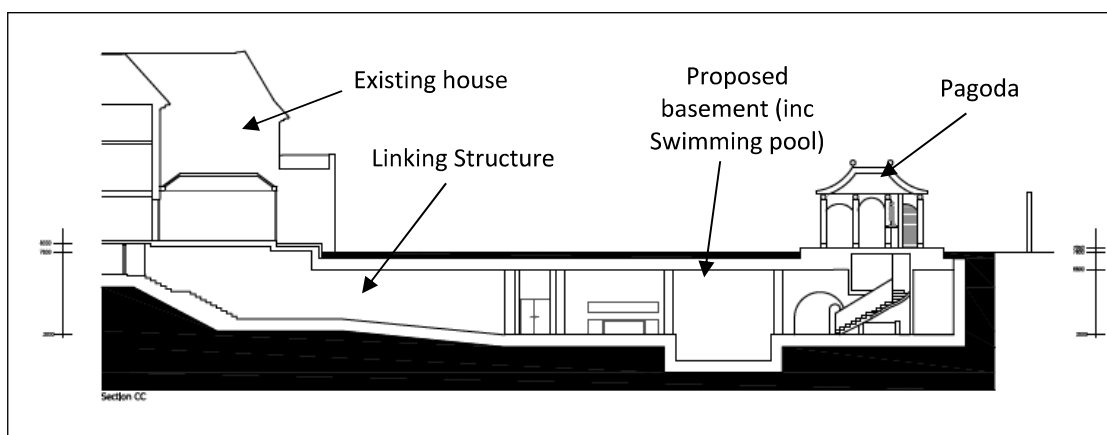 Existing house
Proposed
basement (inc
Swimming pool)
Pagoda
Linking Structure
Section CC